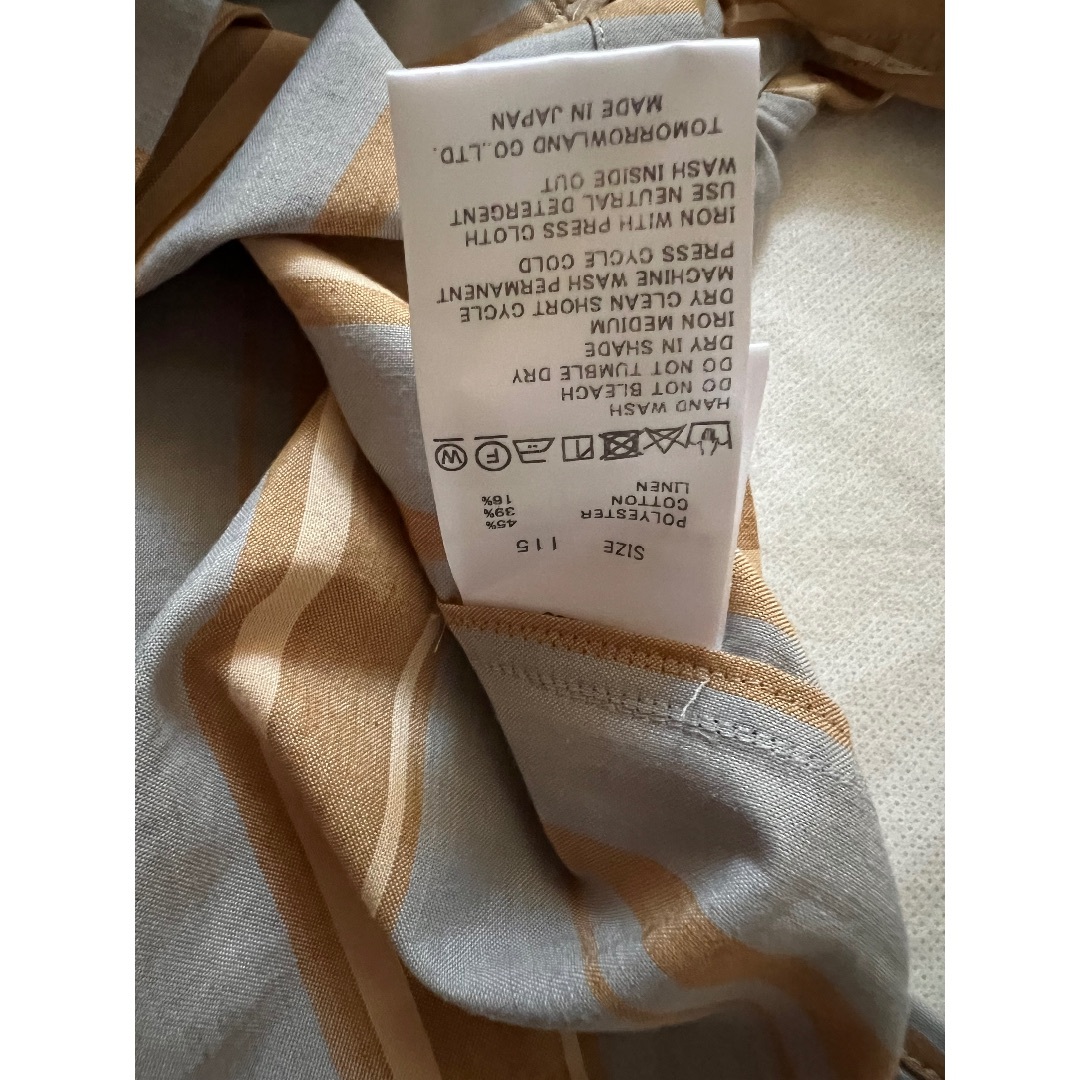 SIZE 115
POLYESTER 45%
COTTON 39%
LINEN 16%
F W
HAND WASH
DO NOT BLEACH
DO NOT TUMBLE DRY
DRY IN SHADE
IRON MEDIUM
DRY CLEAN SHORT CYCLE
MACHINE WASH PERMANENT
PRESS CYCLE COLD
IRON WITH PRESS CLOTH
USE NEUTRAL DETERGENT
WASH INSIDE OUT
TOMORROWLAND CO.,LTD.
MADE IN JAPAN